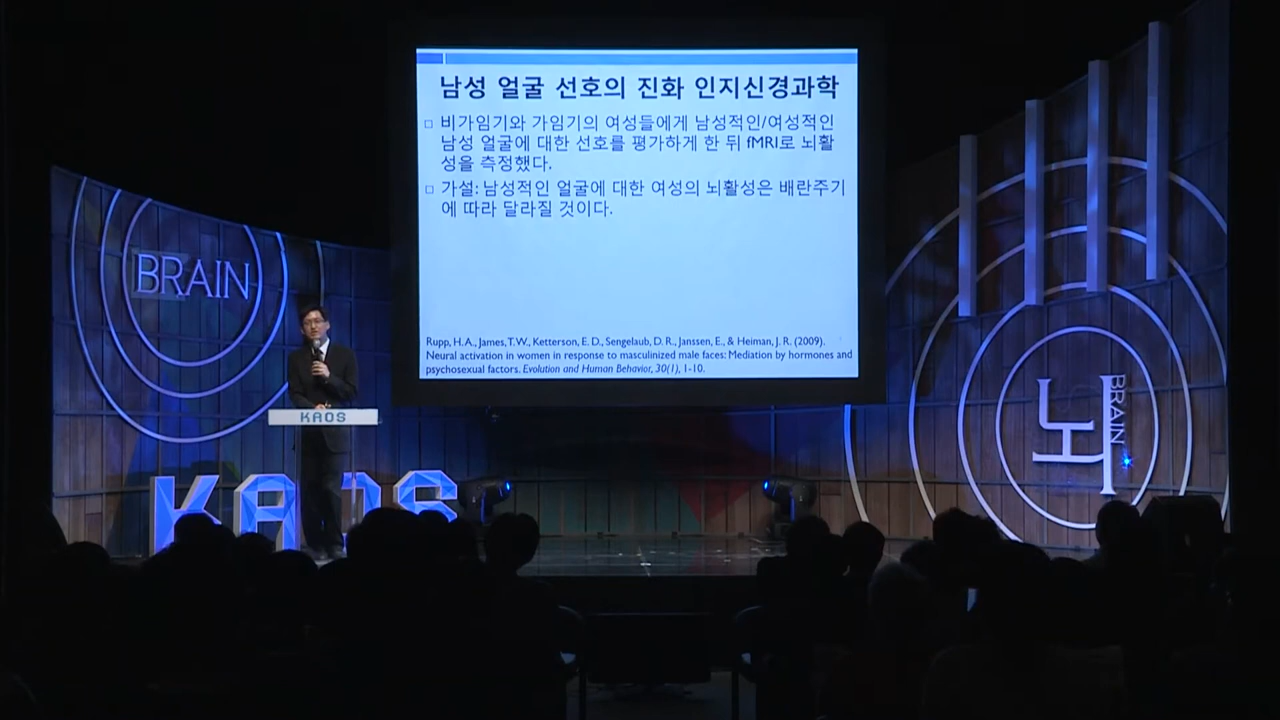 남성 얼굴 선호의 진화 인지신경과학
□ 비가임기와 가임기의 여성들에게 남성적인/여성적인
남성 얼굴에 대한 선호를 평가하게 한 뒤 fMRI로 뇌활
성을 측정했다.
□ 가설: 남성적인 얼굴에 대한 여성의 뇌활성은 배란주기
에 따라 달라질 것이다.
Rupp, H. A., James, T. W., Ketterson, E. D., Sengelaub, D. R., Janssen, E., & Heiman, J. R. (2009).
Neural activation in women in response to masculinized male faces: Mediation by hormones and
psychosexual factors. Evolution and Human Behavior, 30(1), 1-10.
BRAIN
KAOS
KAOS
뇌
BRAIN